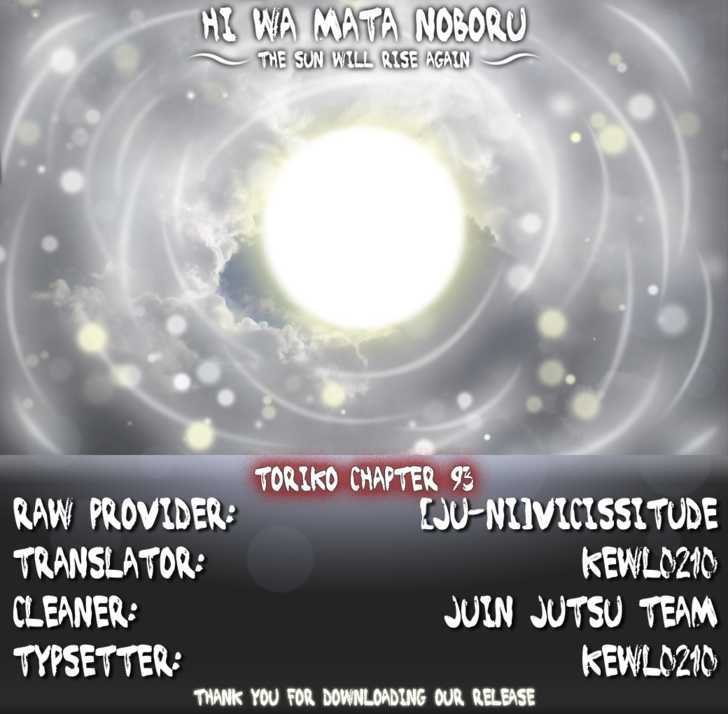 HI WA MATA NOBORU
THE SUN WILL RISE AGAIN
TORIKO CHAPTER 93
RAW PROVIDER: [JU-NI]VICISSITUDE
TRANSLATOR: KEWL0210
CLEANER: JUIN JUTSU TEAM
TYPSETTER: KEWL0210
THANK YOU FOR DOWNLOADING OUR RELEASE